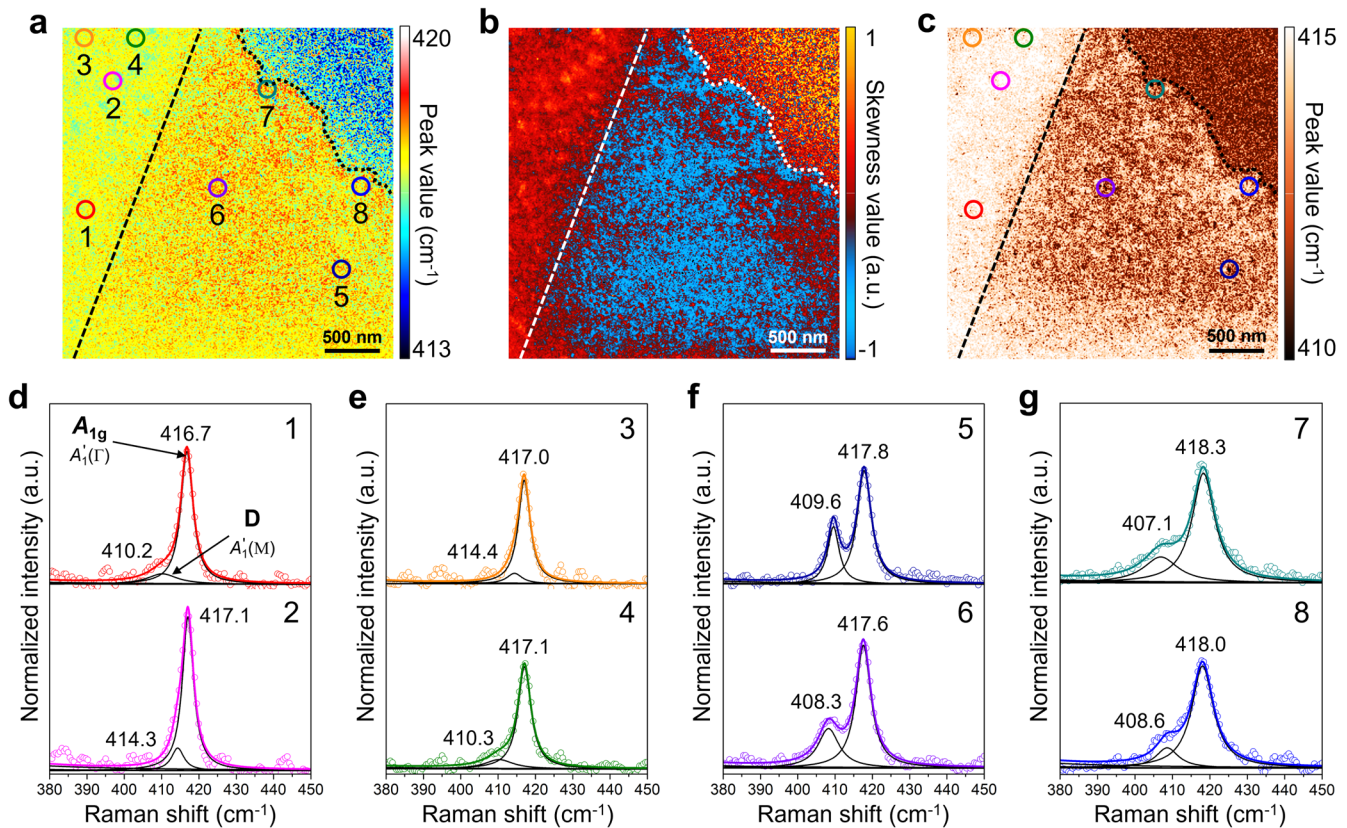 a
3
4
2
7
6
8
1
5
500 nm
420
Peak value (cm⁻¹)
413
b
500 nm
1
Skewness value (a.u.)
-1
c
500 nm
415
Peak value (cm⁻¹)
410
d
Normalized intensity (a.u.)
A1g
A'1(Γ)
416.7
1
D
A'1(M)
410.2
417.1
2
414.3
380 390 400 410 420 430 440 450
Raman shift (cm⁻¹)
e
Normalized intensity (a.u.)
417.0
3
414.4
417.1
4
410.3
380 390 400 410 420 430 440 450
Raman shift (cm⁻¹)
f
Normalized intensity (a.u.)
417.8
5
409.6
417.6
6
408.3
380 390 400 410 420 430 440 450
Raman shift (cm⁻¹)
g
Normalized intensity (a.u.)
418.3
7
407.1
418.0
8
408.6
380 390 400 410 420 430 440 450
Raman shift (cm⁻¹)